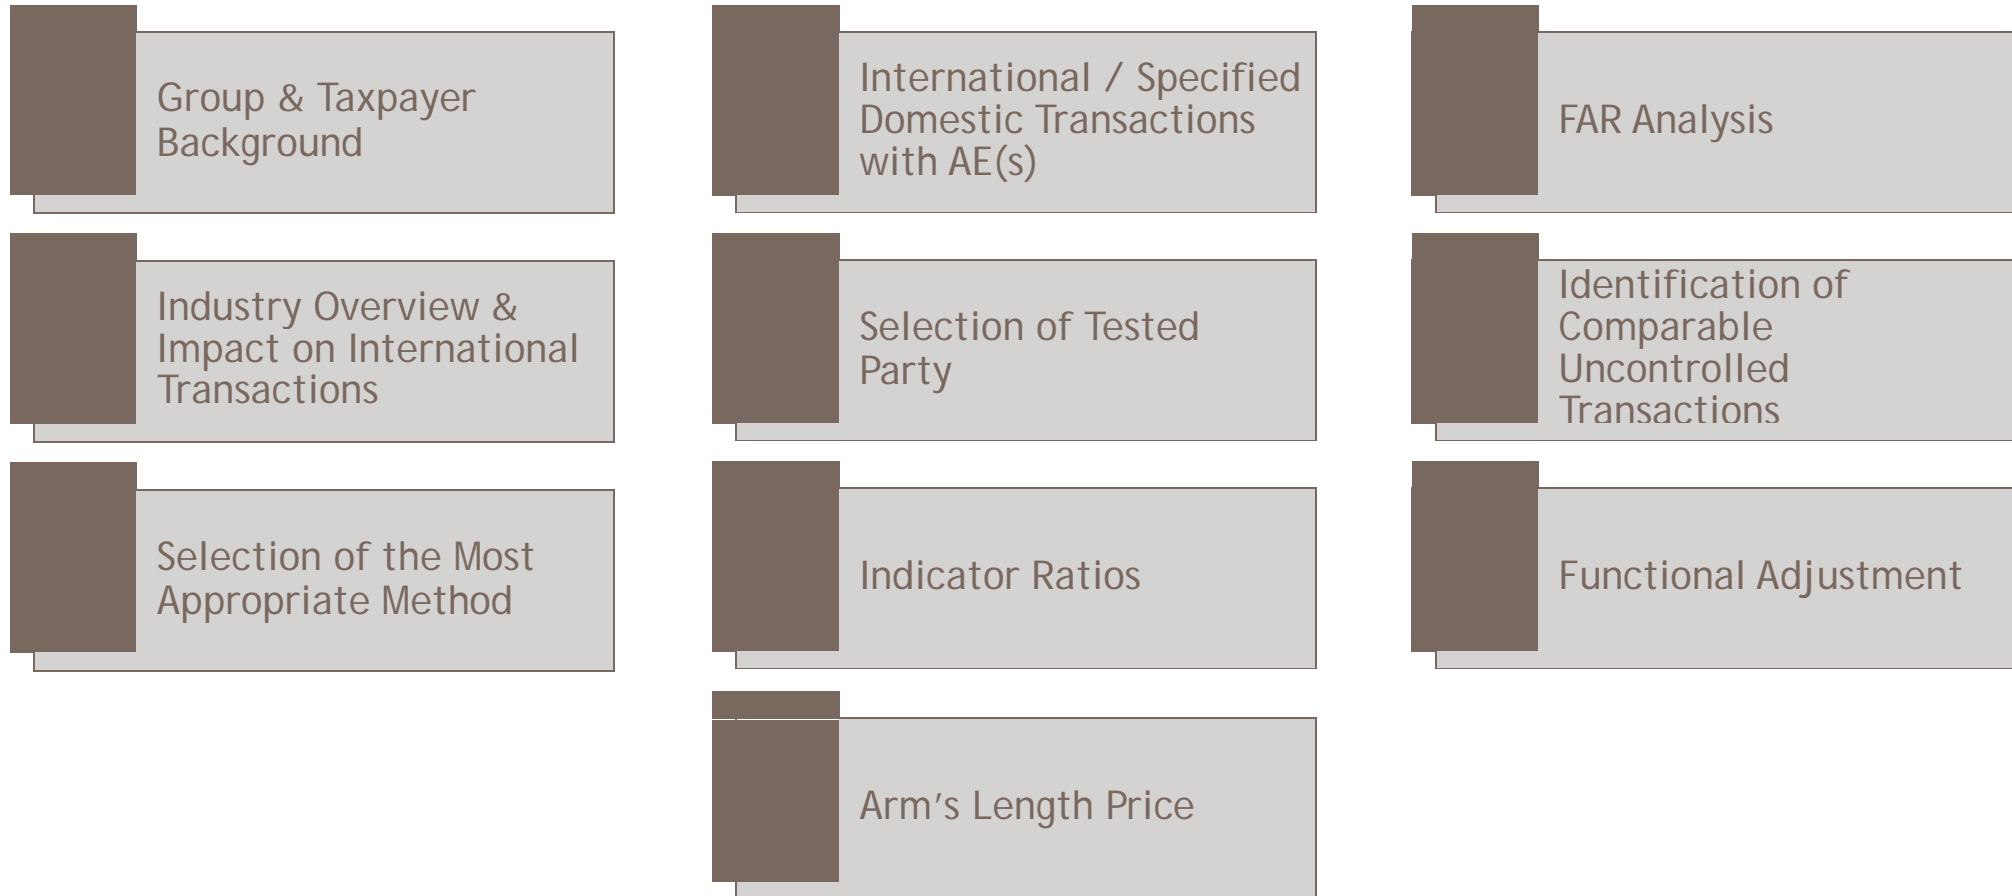 Group & Taxpayer
Background
International / Specified
Domestic Transactions
with AE(s)
FAR Analysis
Industry Overview &
Impact on International
Transactions
Selection of Tested
Party
Identification of
Comparable
Uncontrolled
Transactions
Selection of the Most
Appropriate Method
Indicator Ratios
Functional Adjustment
Arm’s Length Price